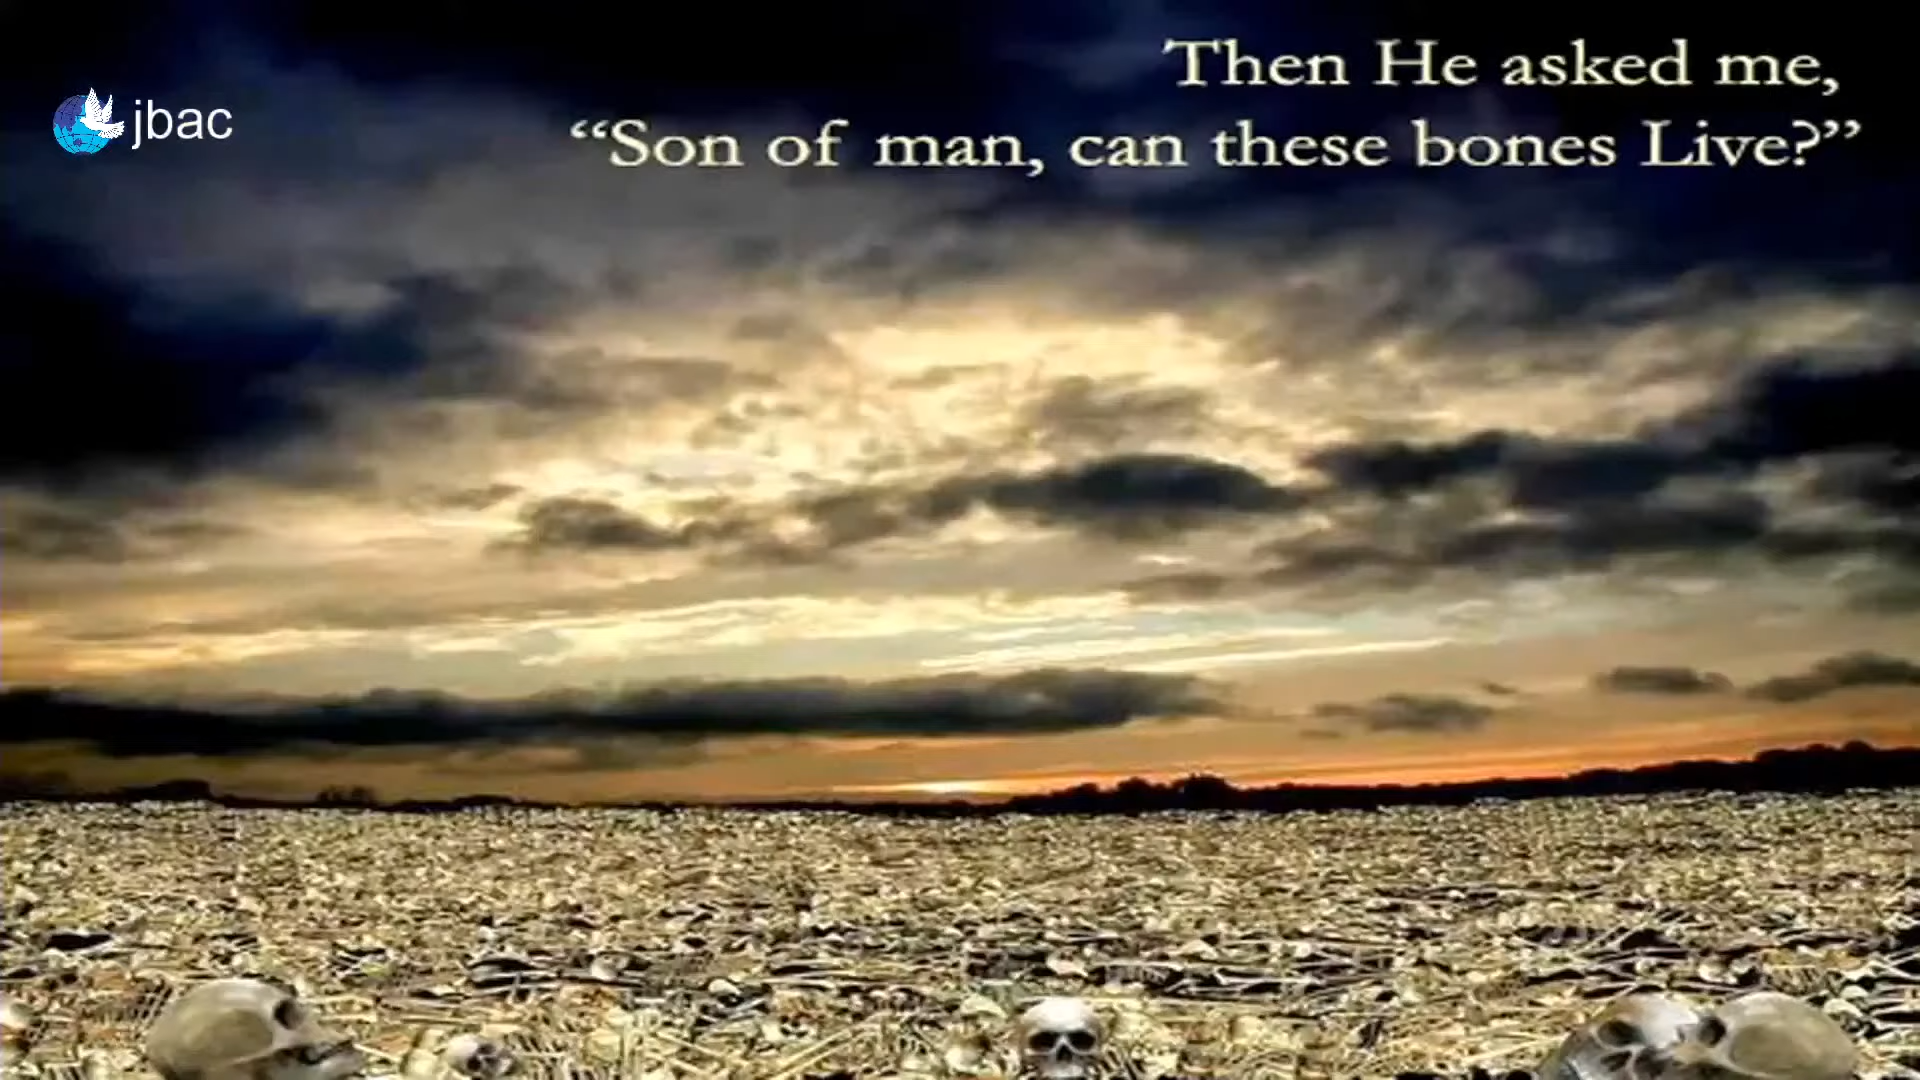 Then He asked me,
jbac
“Son of man, can these bones Live?”